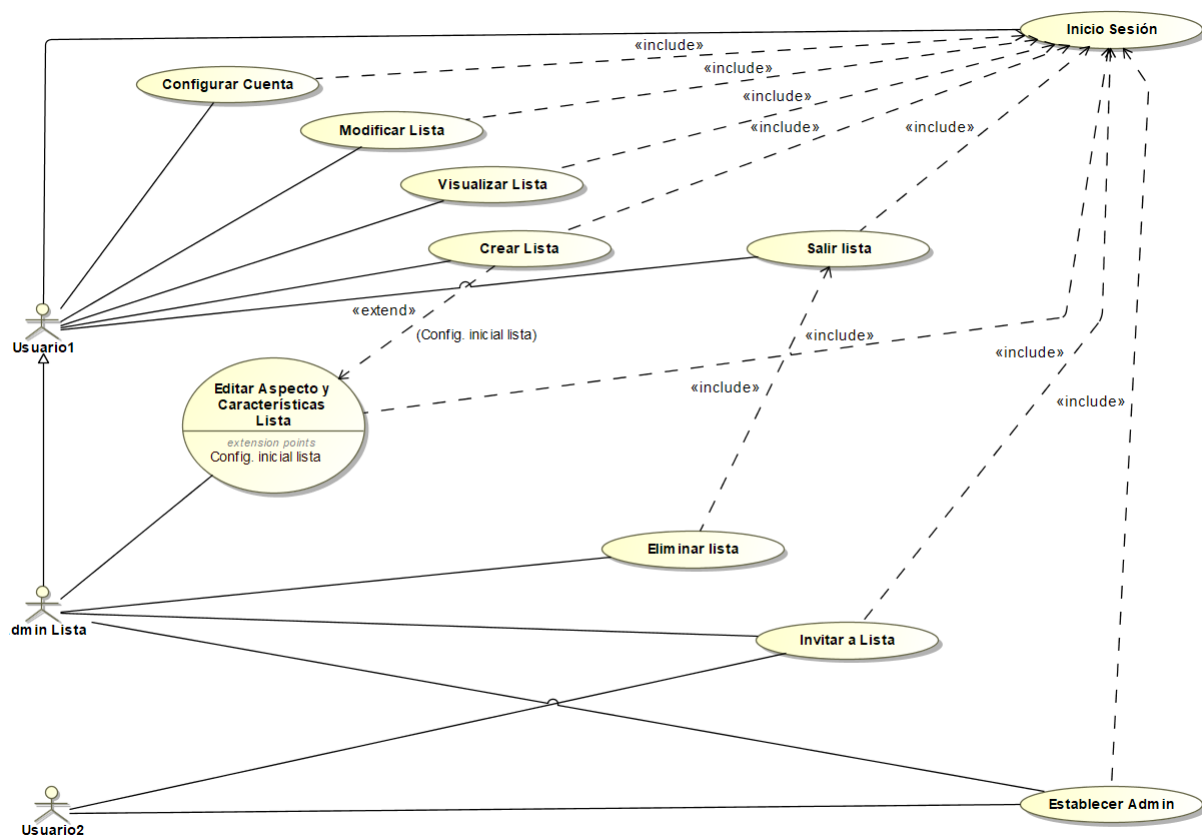 Inicio Sesión
«include»
«include»
Configurar Cuenta
«include»
Modificar Lista
«include»
«include»
Visualizar Lista
Crear Lista
Salir lista
«extend»
(Config. inicial lista)
«include»
Usuario1
«include»
Editar Aspecto y
Características
Lista
«include»
«include»
extension points
Config. inicial lista
Eliminar lista
dmin Lista
Invitar a Lista
Establecer Admin
Usuario2